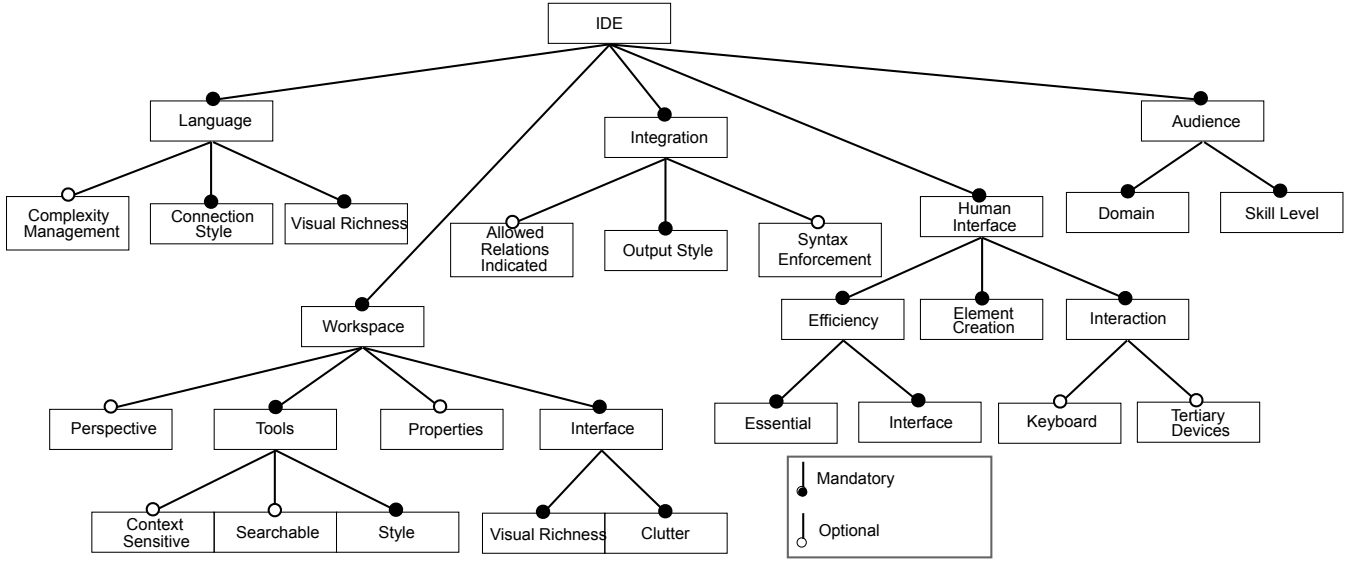 IDE
Language
Integration
Audience
Complexity
Management
Connection
Style
Visual Richness
Allowed
Relations
Indicated
Output Style
Syntax
Enforcement
Human
Interface
Domain
Skill Level
Workspace
Efficiency
Element
Creation
Interaction
Perspective
Tools
Properties
Interface
Essential
Interface
Keyboard
Tertiary
Devices
Context
Sensitive
Searchable
Style
Visual Richness
Clutter
Mandatory
Optional